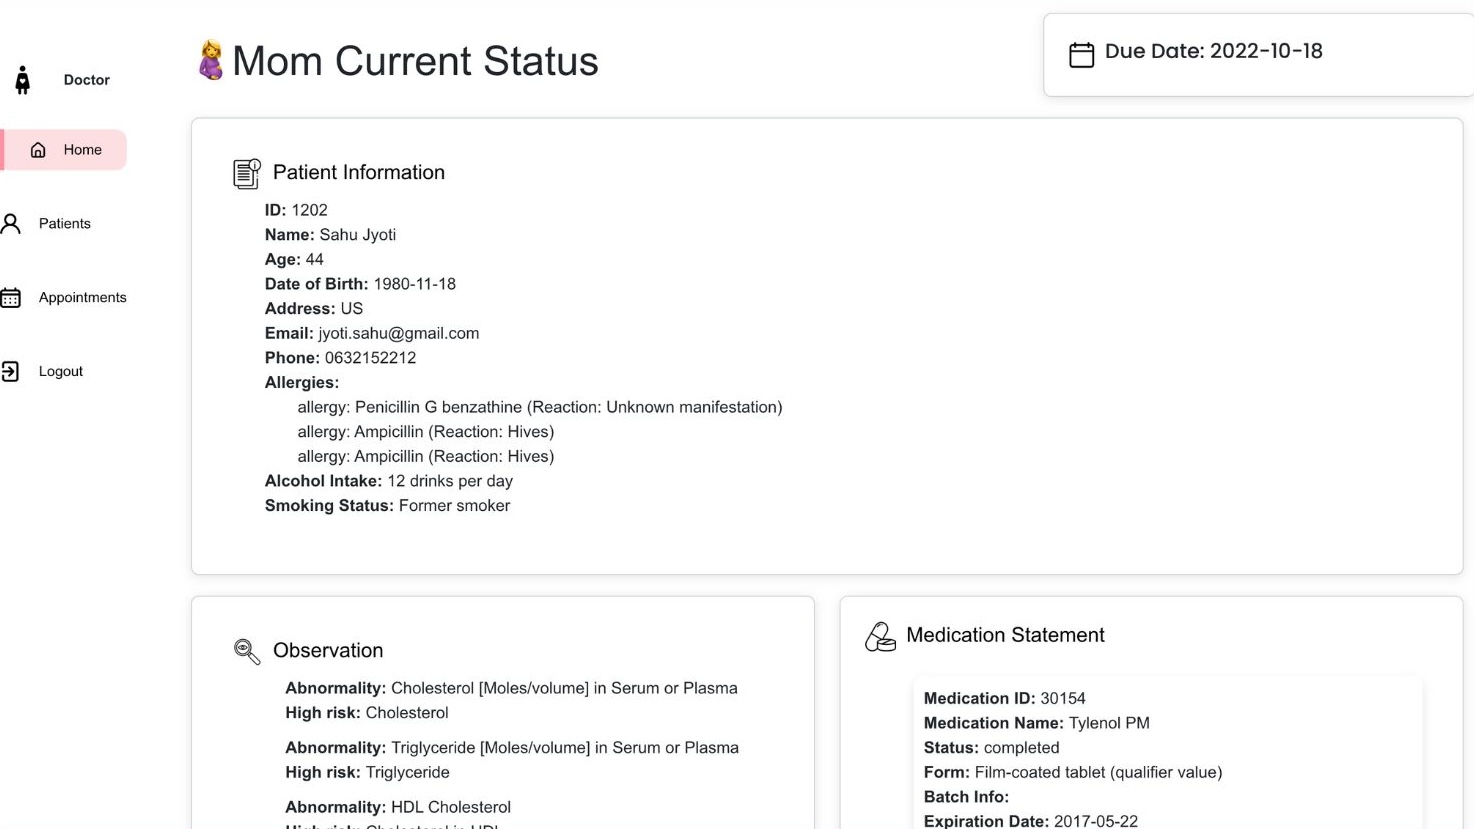 Doctor
Home
Patients
Appointments
Logout
Mom Current Status
Due Date: 2022-10-18
Patient Information
ID: 1202
Name: Sahu Jyoti
Age: 44
Date of Birth: 1980-11-18
Address: US
Email: jyoti.sahu@gmail.com
Phone: 0632152212
Allergies:
allergy: Penicillin G benzathine (Reaction: Unknown manifestation)
allergy: Ampicillin (Reaction: Hives)
allergy: Ampicillin (Reaction: Hives)
Alcohol Intake: 12 drinks per day
Smoking Status: Former smoker
Observation
Abnormality: Cholesterol [Moles/volume] in Serum or Plasma
High risk: Cholesterol
Abnormality: Triglyceride [Moles/volume] in Serum or Plasma
High risk: Triglyceride
Abnormality: HDL Cholesterol
High risk: Cholesterol in HDL
Medication Statement
Medication ID: 30154
Medication Name: Tylenol PM
Status: completed
Form: Film-coated tablet (qualifier value)
Batch Info:
Expiration Date: 2017-05-22